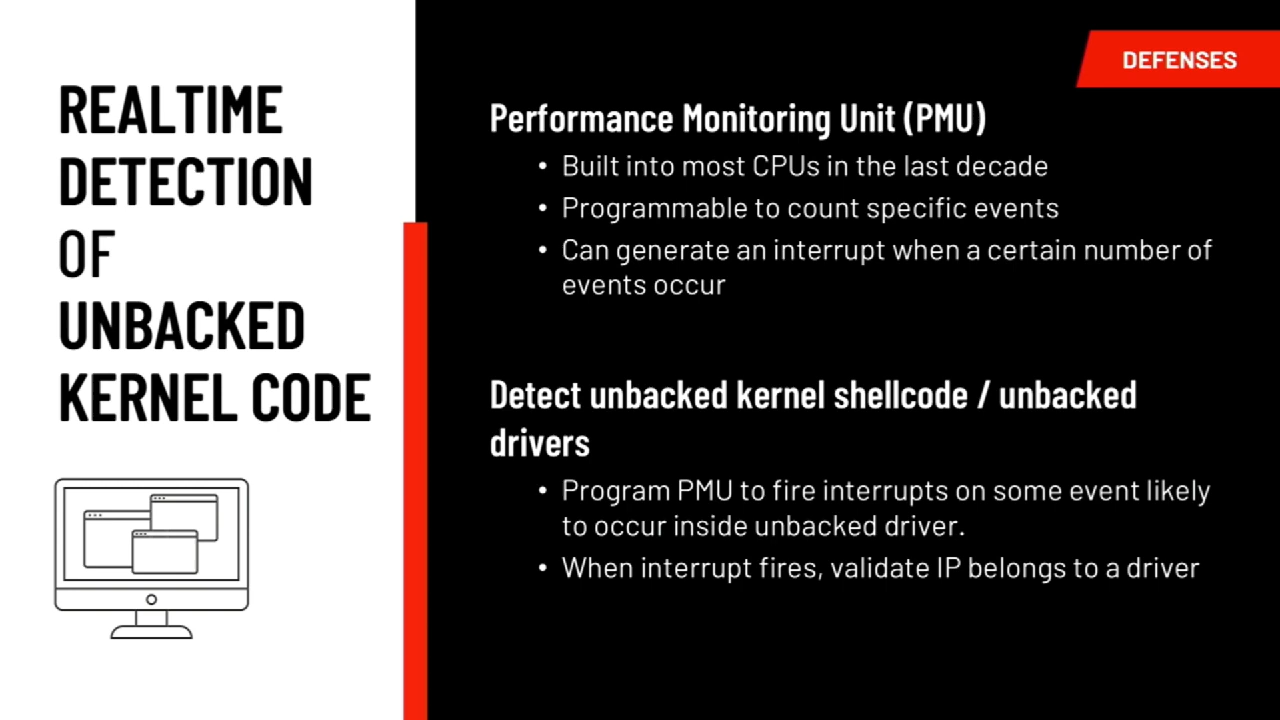 REALTIME
DETECTION
OF
UNBACKED
KERNEL CODE
DEFENSES
Performance Monitoring Unit (PMU)
• Built into most CPUs in the last decade
• Programmable to count specific events
• Can generate an interrupt when a certain number of
events occur
Detect unbacked kernel shellcode / unbacked
drivers
• Program PMU to fire interrupts on some event likely
to occur inside unbacked driver.
• When interrupt fires, validate IP belongs to a driver